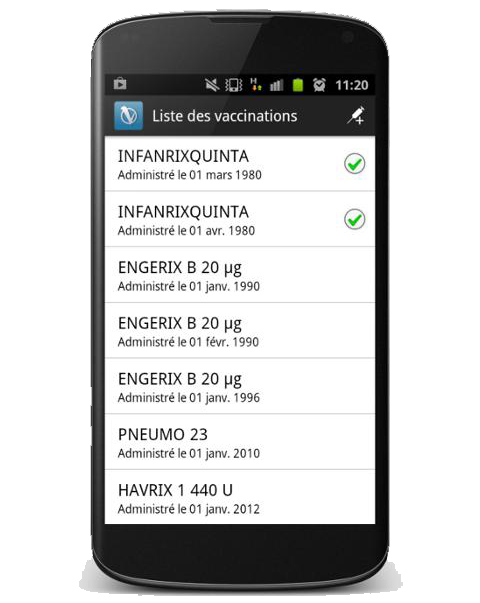 H
11:20
Liste des vaccinations
INFANRIXQUINTA
Administré le 01 mars 1980
INFANRIXQUINTA
Administré le 01 avr. 1980
ENGERIX B 20 µg
Administré le 01 janv. 1990
ENGERIX B 20 µg
Administré le 01 févr. 1990
ENGERIX B 20 µg
Administré le 01 janv. 1996
PNEUMO 23
Administré le 01 janv. 2010
HAVRIX 1 440 U
Administré le 01 janv. 2012